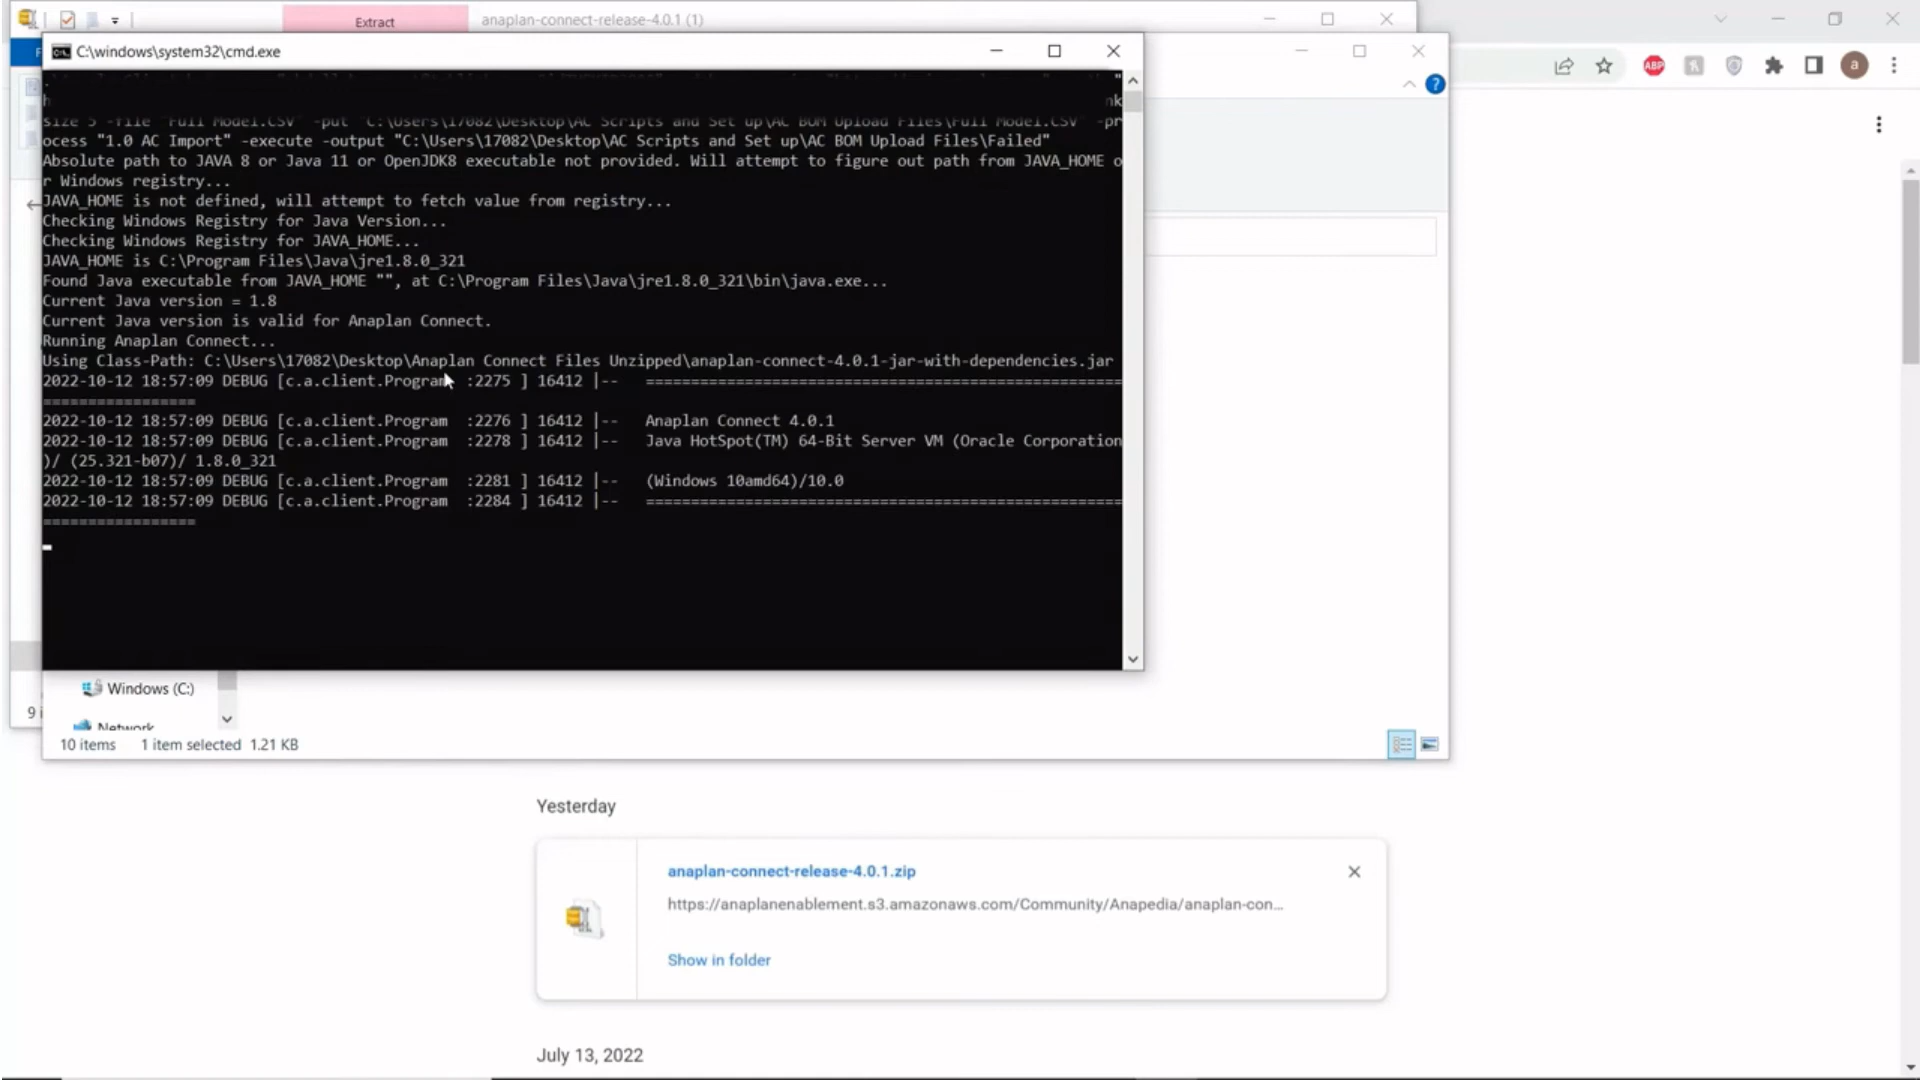 Extract
anaplan-connect-release-4.0.1 (1)
C:\windows\system32\cmd.exe
size 5 -file "Full Model.CSV" -put "C:\Users\17082\Desktop\AC Scripts and Set up\AC BOM Upload Files\Full Model.CSV" -pr
ocess "1.0 AC Import" -execute -output "C:\Users\17082\Desktop\AC Scripts and Set up\AC BOM Upload Files\Failed"
Absolute path to JAVA 8 or Java 11 or OpenJDK8 executable not provided. Will attempt to figure out path from JAVA_HOME o
r Windows registry...
JAVA_HOME is not defined, will attempt to fetch value from registry...
Checking Windows Registry for Java Version...
Checking Windows Registry for JAVA_HOME...
JAVA_HOME is C:\Program Files\Java\jre1.8.0_321
Found Java executable from JAVA_HOME "", at C:\Program Files\Java\jre1.8.0_321\bin\java.exe...
Current Java version = 1.8
Current Java version is valid for Anaplan Connect.
Running Anaplan Connect...
Using Class-Path: C:\Users\17082\Desktop\Anaplan Connect Files Unzipped\anaplan-connect-4.0.1-jar-with-dependencies.jar
2022-10-12 18:57:09 DEBUG [c.a.client.Program  :2275 ] 16412 |--   =====================================================
=================
2022-10-12 18:57:09 DEBUG [c.a.client.Program  :2276 ] 16412 |--   Anaplan Connect 4.0.1
2022-10-12 18:57:09 DEBUG [c.a.client.Program  :2278 ] 16412 |--   Java HotSpot(TM) 64-Bit Server VM (Oracle Corporation
)/ (25.321-b07)/ 1.8.0_321
2022-10-12 18:57:09 DEBUG [c.a.client.Program  :2281 ] 16412 |--   (Windows 10amd64)/10.0
2022-10-12 18:57:09 DEBUG [c.a.client.Program  :2284 ] 16412 |--   =====================================================
=================
Windows (C:)
Network
9 i
10 items 1 item selected 1.21 KB
ABP
a
?
Yesterday
anaplan-connect-release-4.0.1.zip
https://anaplanenablement.s3.amazonaws.com/Community/Anapedia/anaplan-con...
Show in folder
July 13, 2022